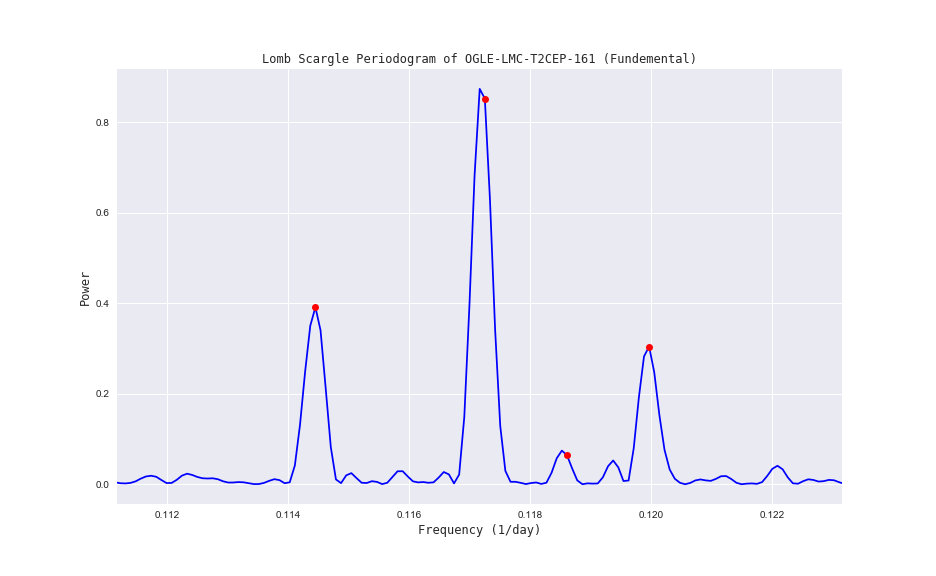 Lomb Scargle Periodogram of OGLE-LMC-T2CEP-161 (Fundemental)
0.8
0.6
0.4
0.2
0.0
Power
0.112 0.114 0.116 0.118 0.120 0.122
Frequency (1/day)